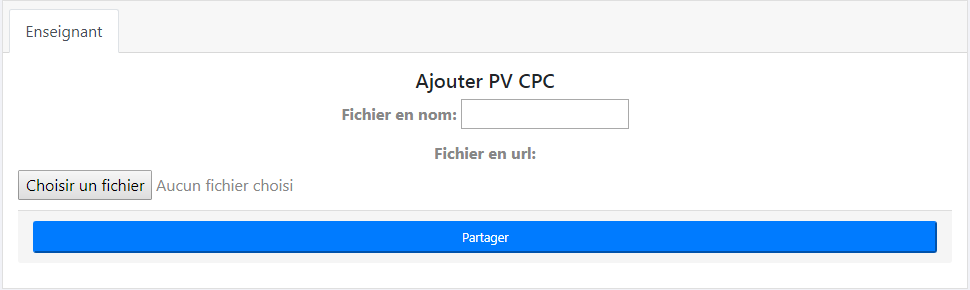 Enseignant
Ajouter PV CPC
Fichier en nom:
Fichier en url:
Choisir un fichier Aucun fichier choisi
Partager